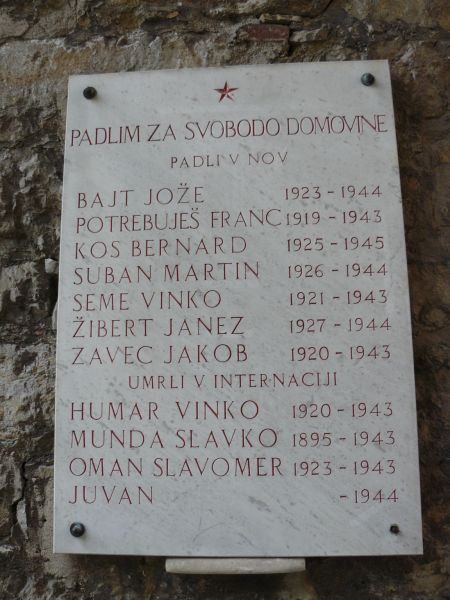 PADLIM ZA SVOBODO DOMOVINE
PADLI V NOV
BAJT JOŽE 1923 - 1944
POTREBUJEŠ FRANC 1919 - 1943
KOS BERNARD 1925 - 1945
SUBAN MARTIN 1926 - 1944
SEME VINKO 1921 - 1943
ŽIBERT JANEZ 1927 - 1944
ZAVEC JAKOB 1920 - 1943
UMRLI V INTERNACIJI
HUMAR VINKO 1920 - 1943
MUNDA SLAVKO 1895 - 1943
OMAN SLAVOMER 1923 - 1943
JUVAN - 1944